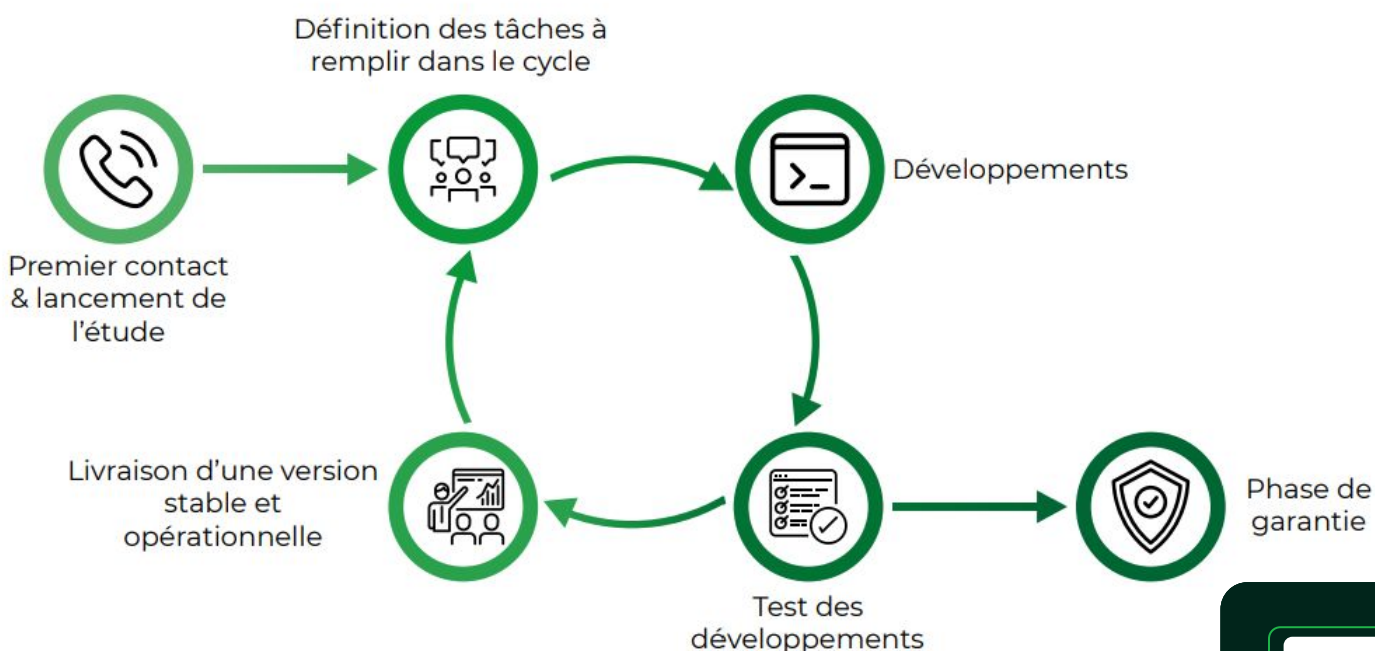 Définition des tâches à
remplir dans le cycle
Développements
Premier contact
& lancement de
l’étude
Livraison d’une version
stable et
opérationnelle
Phase de
garantie
Test des
développements